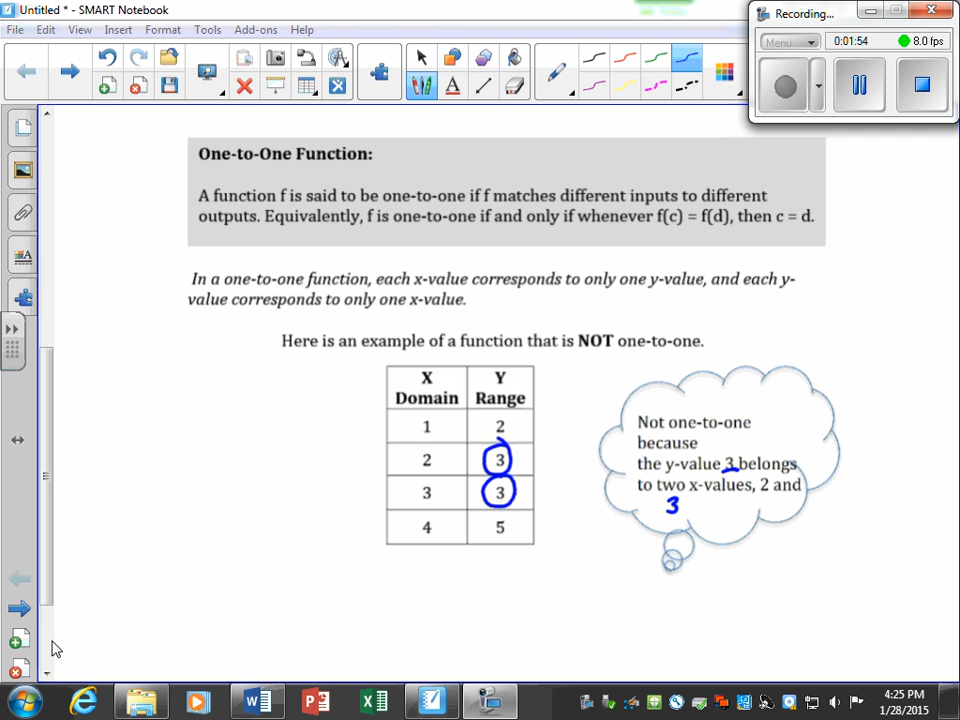 Untitled * - SMART Notebook
Recording...
File Edit View Insert Format Tools Add-ons Help
Menu 0:01:54 8.0 fps
One-to-One Function:
A function f is said to be one-to-one if f matches different inputs to different
outputs. Equivalently, f is one-to-one if and only if whenever f(c) = f(d), then c = d.
In a one-to-one function, each x-value corresponds to only one y-value, and each y-
value corresponds to only one x-value.
Here is an example of a function that is NOT one-to-one.
X Y
Domain Range
1 2
2 3
3 3
4 5
Not one-to-one
because
the y-value 3 belongs
to two x-values, 2 and
3
4:25 PM
1/28/2015